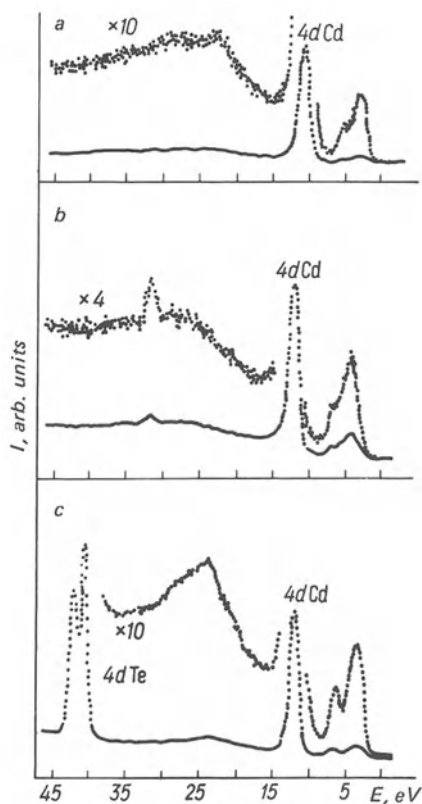 a
×10
4d Cd
b
×4
4d Cd
I, arb. units
c
4d Cd
×10
4d Te
45 35 25 15 5 E, eV